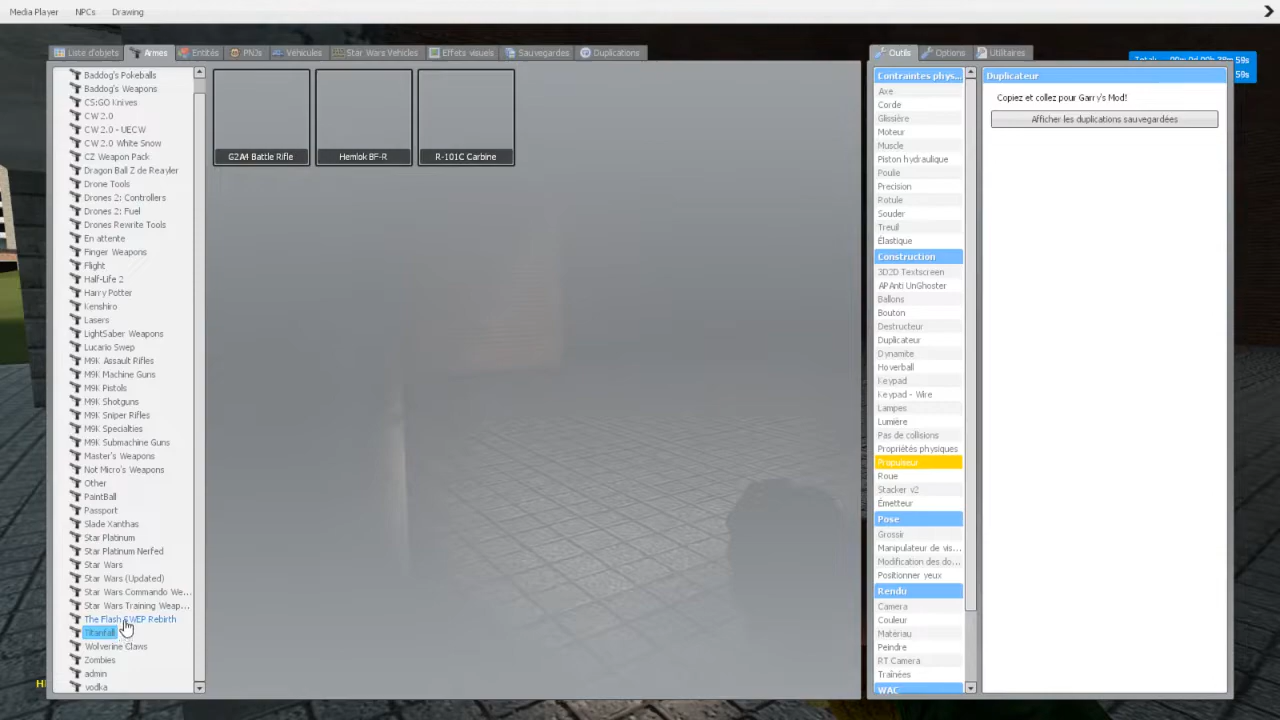 Media Player NPCs Drawing
Liste d'objets Armes Entités PNJs Véhicules Star Wars Vehicles Effets visuels Sauvegardes Duplications
Baddog's Pokeballs
Baddog's Weapons
CS:GO Knives
CW 2.0
CW 2.0 - UECW
CW 2.0 White Snow
CZ Weapon Pack
Dragon Ball Z de Reayler
Drone Tools
Drones 2: Controllers
Drones 2: Fuel
Drones Rewrite Tools
En attente
Finger Weapons
Flight
Half-Life 2
Harry Potter
Kenshiro
Lasers
LightSaber Weapons
Lucario Swep
M9K Assault Rifles
M9K Machine Guns
M9K Pistols
M9K Shotguns
M9K Sniper Rifles
M9K Specialties
M9K Submachine Guns
Master's Weapons
Not Micro's Weapons
Other
PaintBall
Passport
Slade Xanthas
Star Platinum
Star Platinum Nerfed
Star Wars
Star Wars (Updated)
Star Wars Commando We...
Star Wars Training Weap...
The Flash SWEP Rebirth
Titanfall
Wolverine Claws
Zombies
admin
vodka
G2A4 Battle Rifle
Hemlok BF-R
R-101C Carbine
Outils Options Utilitaires
Contraintes phys...
Axe
Corde
Glissière
Moteur
Muscle
Piston hydraulique
Poulie
Precision
Rotule
Souder
Treuil
Élastique
Construction
3D2D Textscreen
APAnti UnGhoster
Ballons
Bouton
Destructeur
Duplicateur
Dynamite
Hoverball
Keypad
Keypad - Wire
Lampes
Lumière
Pas de collisions
Propriétés physiques
Propulseur
Roue
Stacker v2
Émetteur
Pose
Grossir
Manipulateur de vis...
Modification des do...
Positionner yeux
Rendu
Camera
Couleur
Matériau
Peindre
RT Camera
Traînées
WAC
Duplicateur
Copiez et collez pour Garry's Mod!
Afficher les duplications sauvegardées